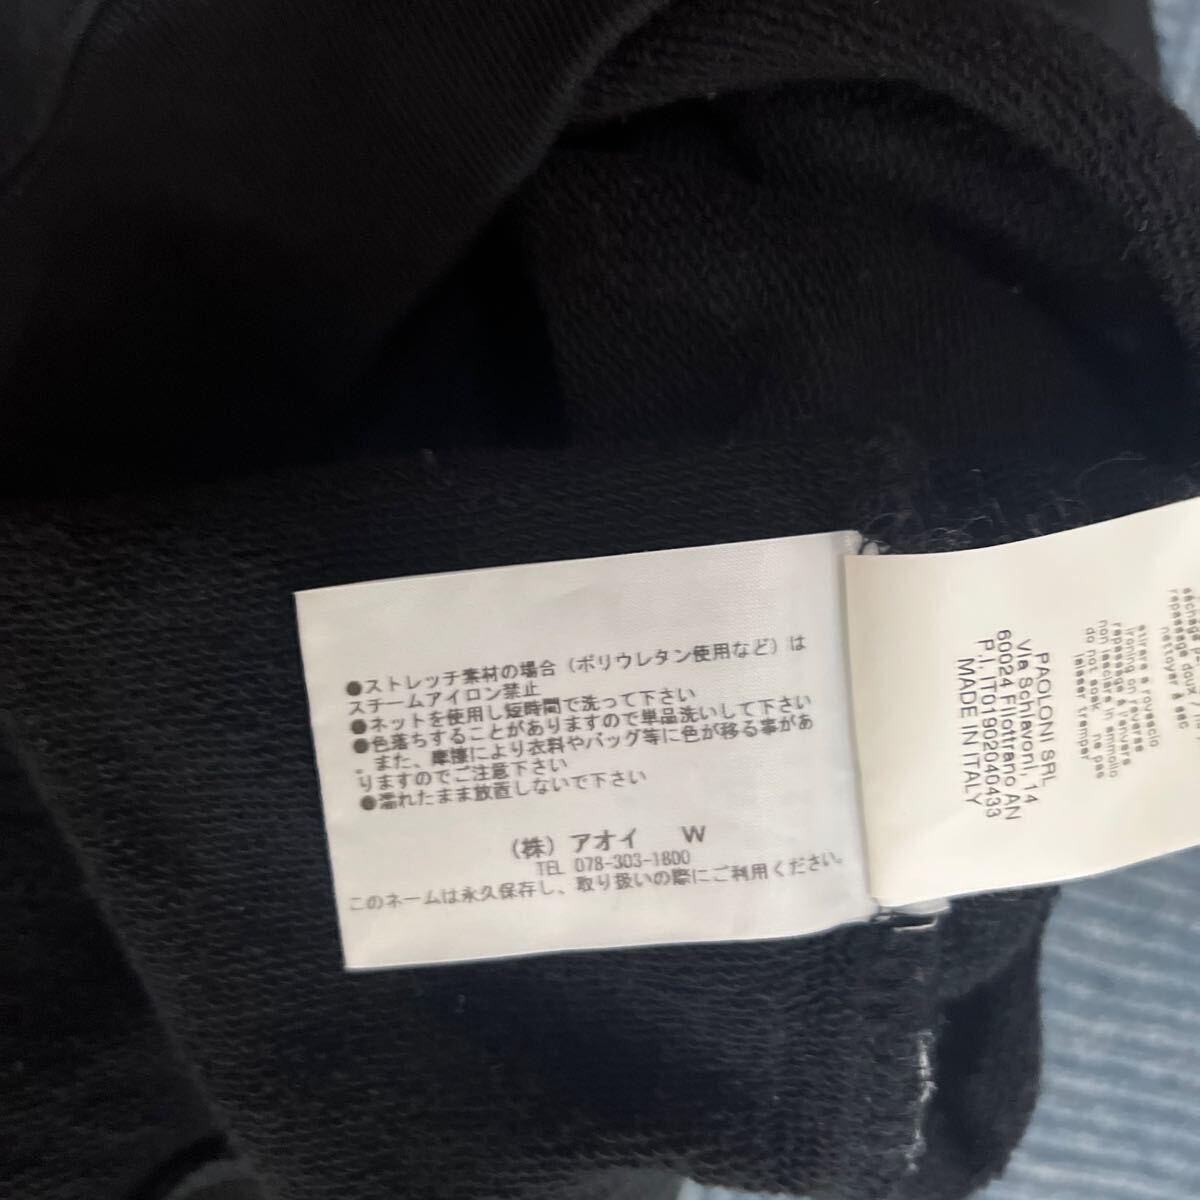 ●ストレッチ素材の場合（ポリウレタン使用など）は
スチームアイロン禁止
●ネットを使用し短時間で洗って下さい
●色落ちすることがありますので単品洗いして下さい
。また、摩擦により衣料やバッグ等に色が移る事があ
りますのでご注意下さい
●濡れたまま放置しないで下さい
（株）アオイ W
TEL 078-303-1800
このネームは永久保存し、取り扱いの際にご利用ください。
PAOLONI SRL
Via Schiavoni, 14
60024 Filottrano AN
P.I. IT01902040433
MADE IN ITALY
repassage doux
nettoyer à sec
stirare a rovescio
ironing on reverse
repassage à l'envers
non lasciare in ammollo
do not soak ne pas
laisser tremper